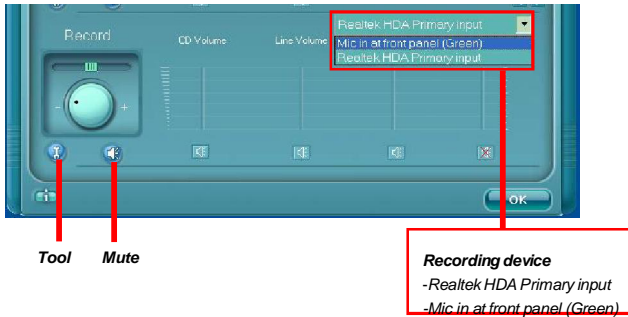 Realtek HDA Primary input
Record
CD Volume
Line Volume
Mic in at front panel (Green)
Realtek HDA Primary input
- +
OK
Tool Mute
Recording device
-Realtek HDA Primary input
-Mic in at front panel (Green)